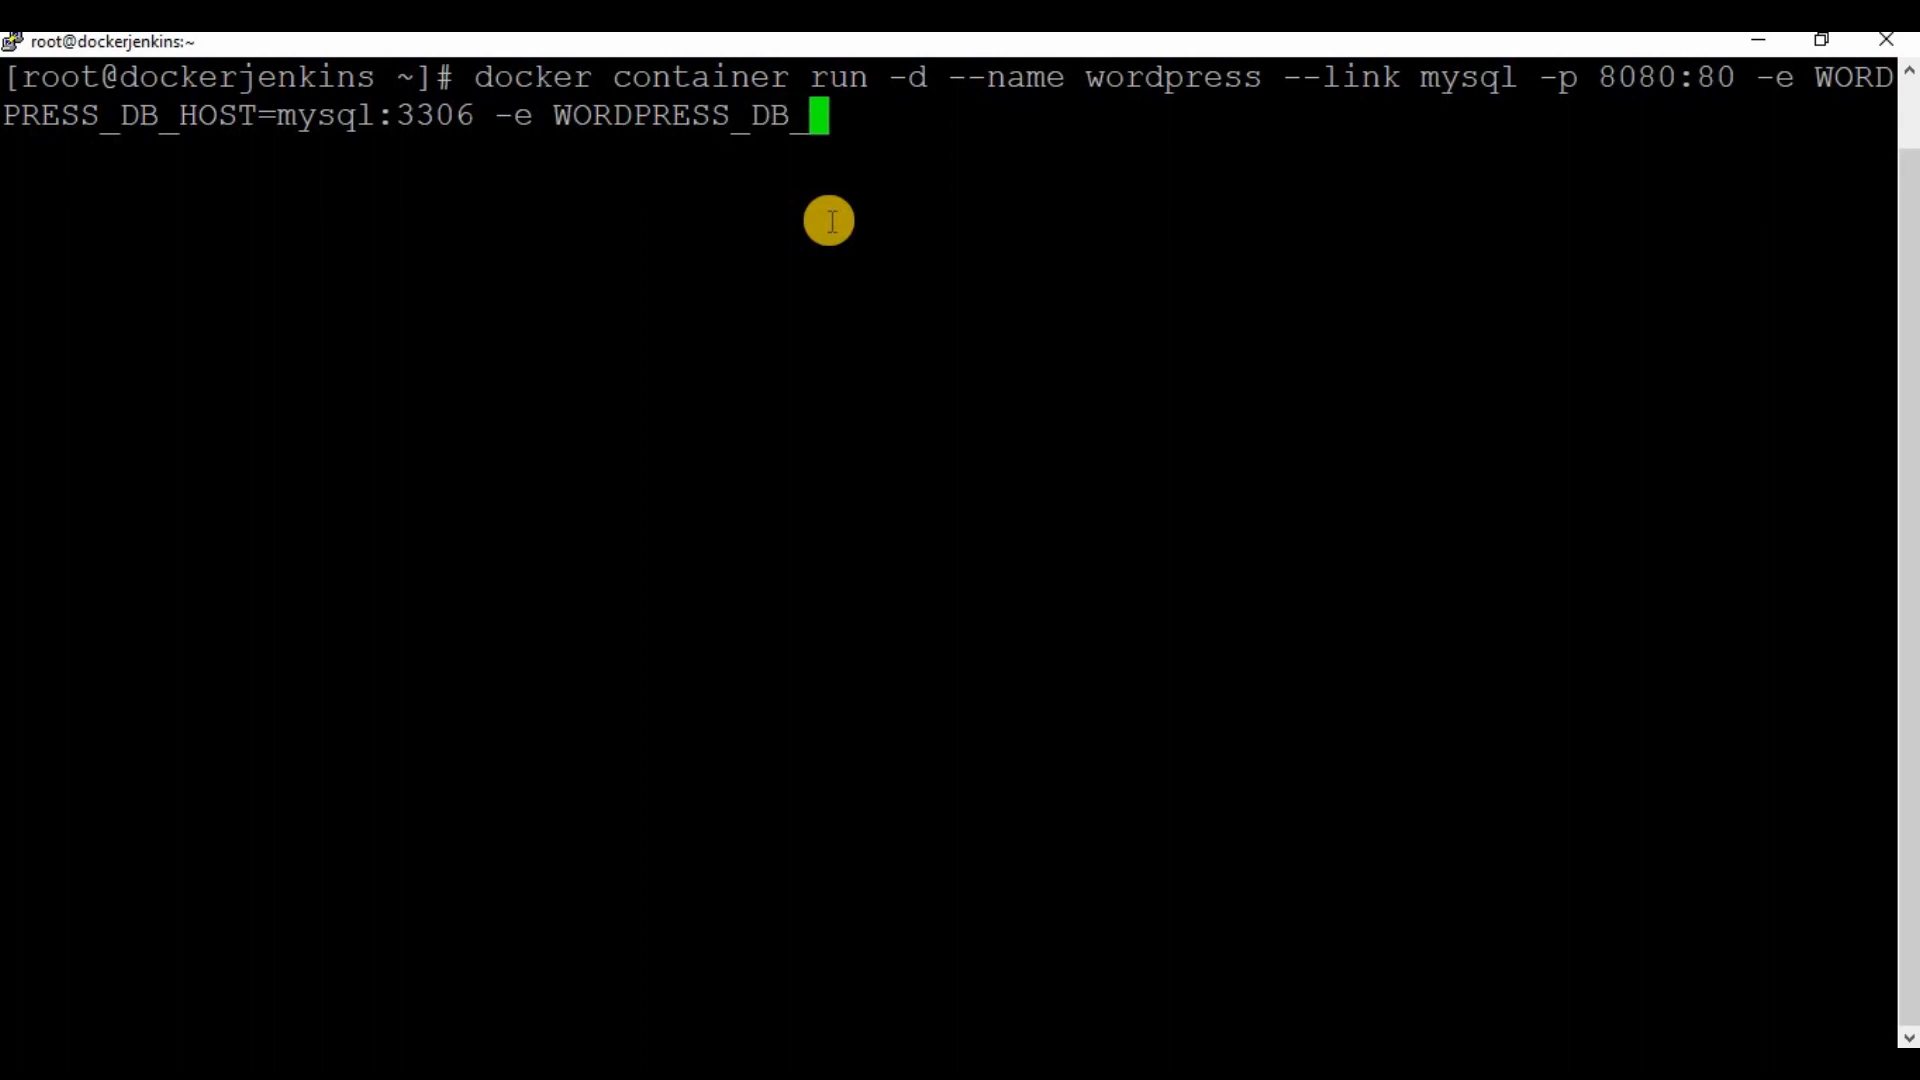 root@dockerjenkins:~
[root@dockerjenkins ~]# docker container run -d --name wordpress --link mysql -p 8080:80 -e WORD
PRESS_DB_HOST=mysql:3306 -e WORDPRESS_DB_